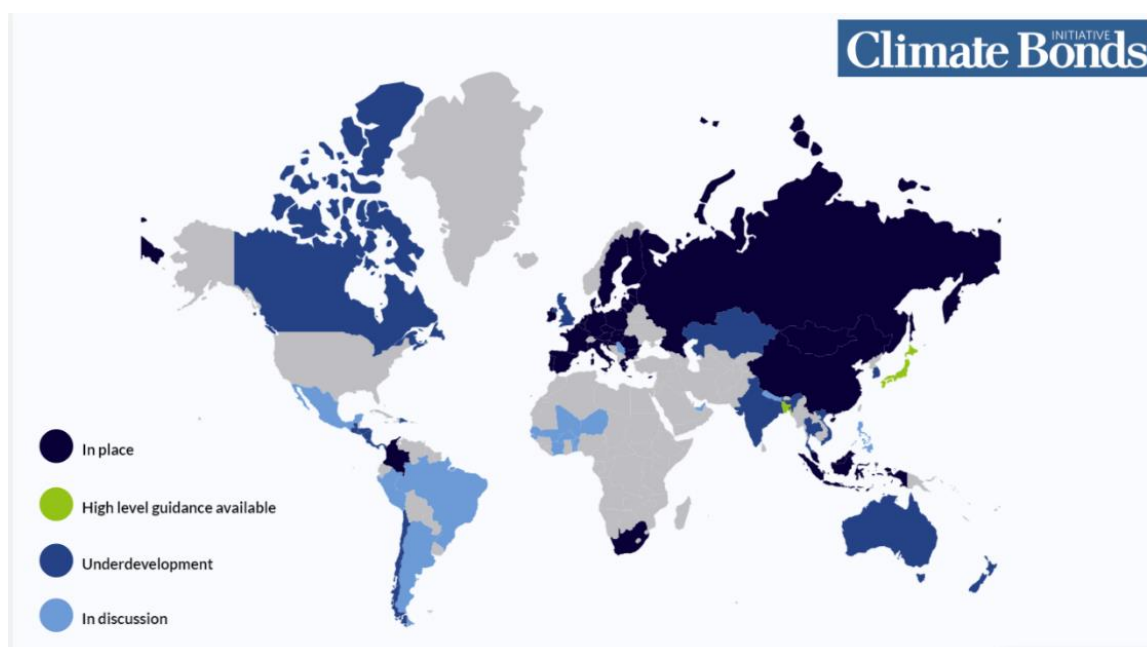 INITIATIVE
Climate Bonds
In place
High level guidance available
Underdevelopment
In discussion